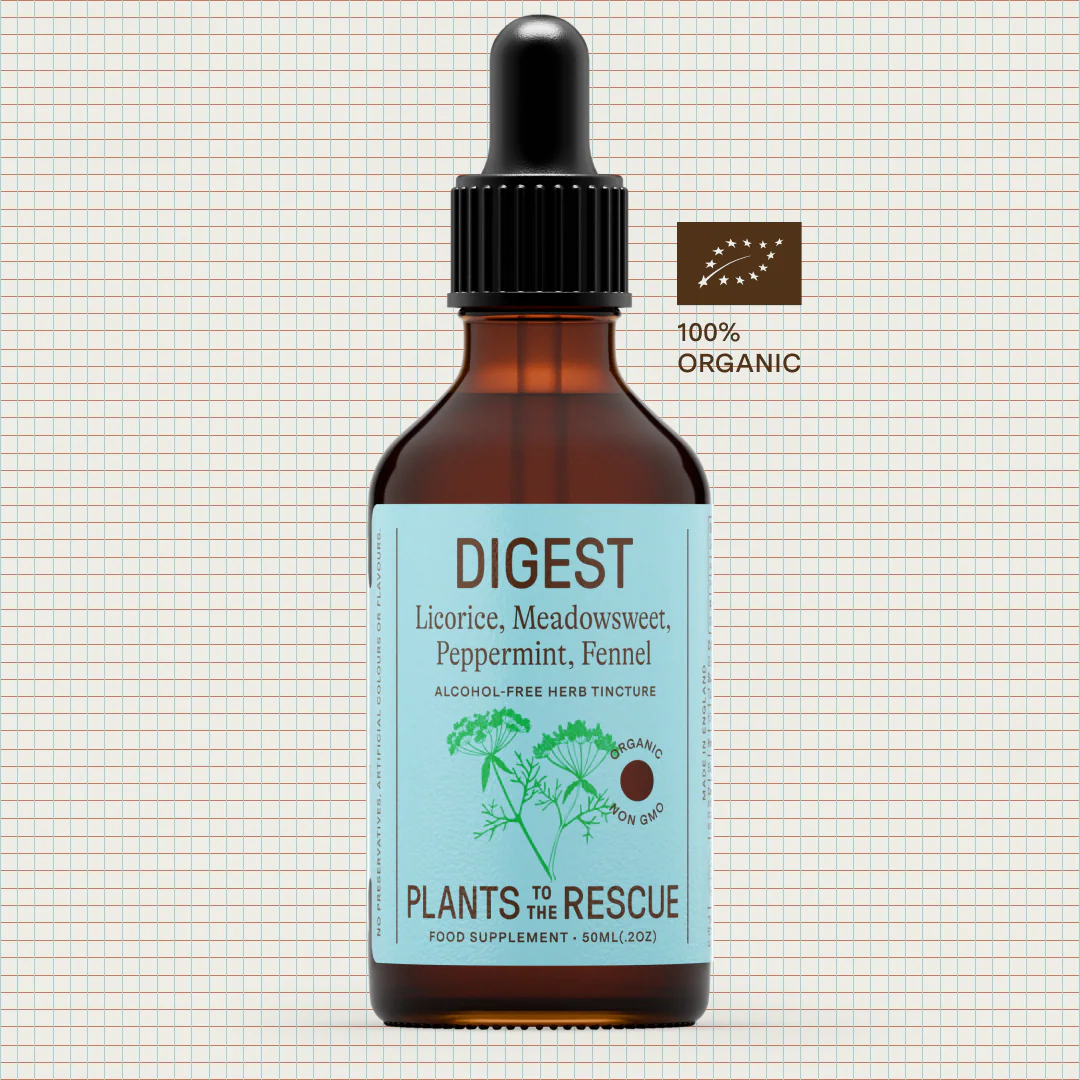 100%
ORGANIC
DIGEST
Licorice, Meadowsweet,
Peppermint, Fennel
ALCOHOL-FREE HERB TINCTURE
ORGANIC
NON GMO
PLANTS TO THE RESCUE
FOOD SUPPLEMENT · 50ML(.2OZ)
NO PRESERVATIVES. ARTIFICIAL COLOURS OR FLAVOURS.
MADE IN ENGLAND